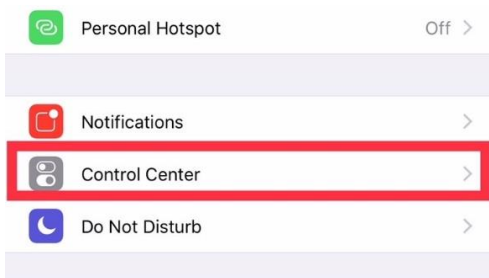 Personal Hotspot Off
Notifications
Control Center
Do Not Disturb